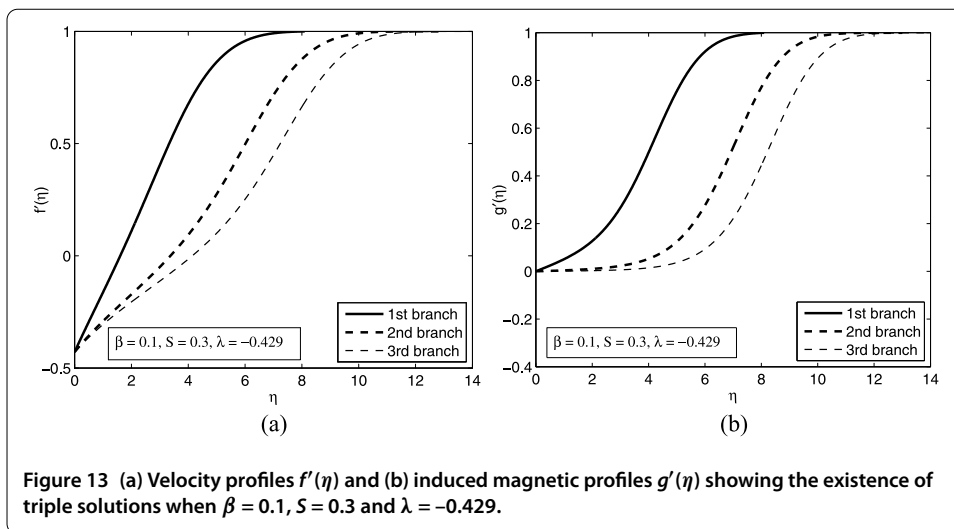 1
0.5
0
−0.5
f'(η)
0
2
4
6
8
10
12
14
η
1st branch
2nd branch
3rd branch
β = 0.1, S = 0.3, λ = −0.429
(a)
1
0.8
0.6
0.4
0.2
0
−0.2
−0.4
g'(η)
0
2
4
6
8
10
12
14
η
1st branch
2nd branch
3rd branch
β = 0.1, S = 0.3, λ = −0.429
(b)
Figure 13 (a) Velocity profiles f'(η) and (b) induced magnetic profiles g'(η) showing the existence of
triple solutions when β = 0.1, S = 0.3 and λ = –0.429.